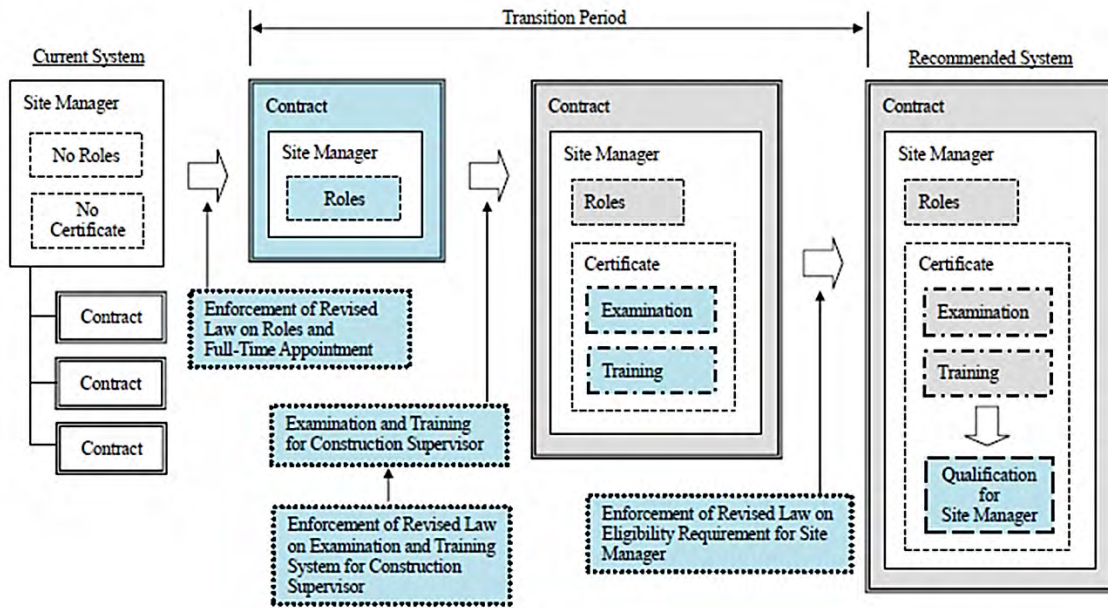 Transition Period
Current System
Site Manager
No Roles
No
Certificate
Contract
Contract
Contract
Enforcement of Revised
Law on Roles and
Full-Time Appointment
Contract
Site Manager
Roles
Examination and Training
for Construction Supervisor
Enforcement of Revised Law
on Examination and Training
System for Construction
Supervisor
Contract
Site Manager
Roles
Certificate
Examination
Training
Enforcement of Revised Law on
Eligibility Requirement for Site
Manager
Recommended System
Contract
Site Manager
Roles
Certificate
Examination
Training
Qualification
for
Site Manager